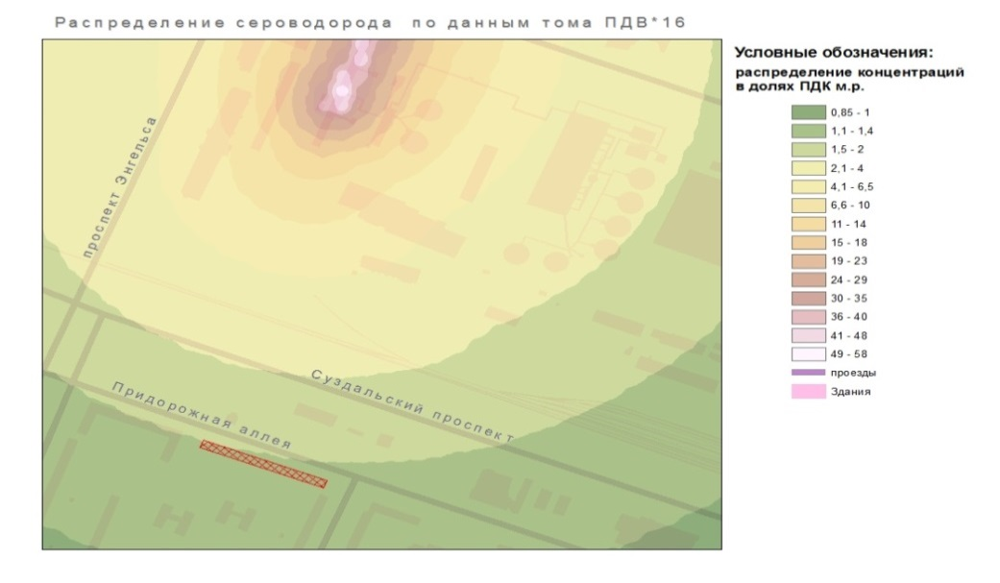 Распределение сероводорода по данным тома ПДВ*16
Условные обозначения:
распределение концентраций
в долях ПДК м.р.
0,85 - 1
1,1 - 1,4
1,5 - 2
2,1 - 4
4,1 - 6,5
6,6 - 10
11 - 14
15 - 18
19 - 23
24 - 29
30 - 35
36 - 40
41 - 48
49 - 58
проезды
Здания
проспект Энгельса
Суздальский проспект
Придорожная аллея